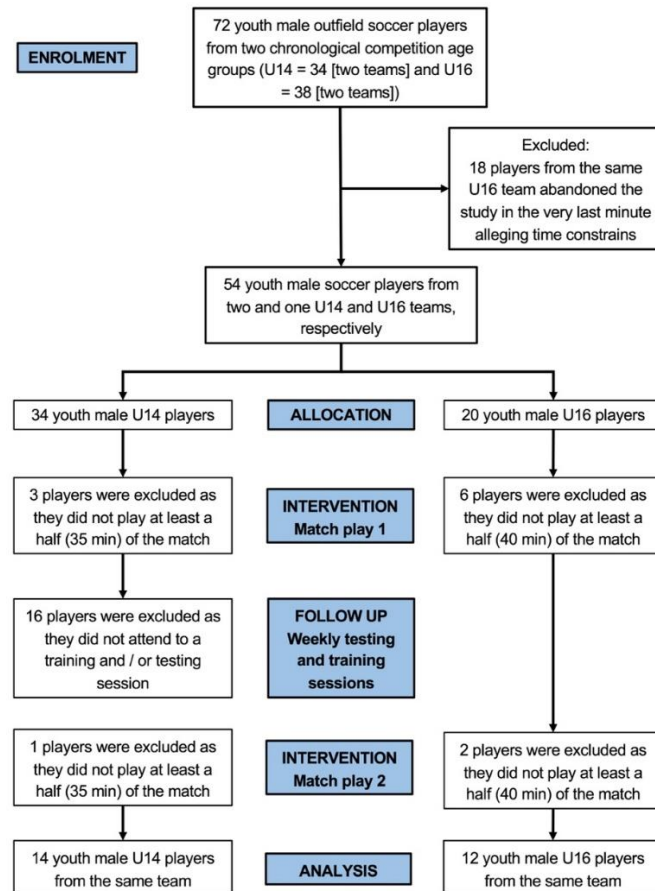 72 youth male outfield soccer players
from two chronological competition age
groups (U14 = 34 [two teams] and U16
= 38 [two teams])
ENROLMENT
Excluded:
18 players from the same
U16 team abandoned the
study in the very last minute
alleging time constrains
54 youth male soccer players from
two and one U14 and U16 teams,
respectively
34 youth male U14 players
ALLOCATION
20 youth male U16 players
3 players were excluded as
they did not play at least a
half (35 min) of the match
INTERVENTION
Match play 1
6 players were excluded as
they did not play at least a
half (40 min) of the match
16 players were excluded as
they did not attend to a
training and / or testing
session
FOLLOW UP
Weekly testing
and training
sessions
1 players were excluded as
they did not play at least a
half (35 min) of the match
INTERVENTION
Match play 2
2 players were excluded as
they did not play at least a
half (40 min) of the match
14 youth male U14 players
from the same team
ANALYSIS
12 youth male U16 players
from the same team